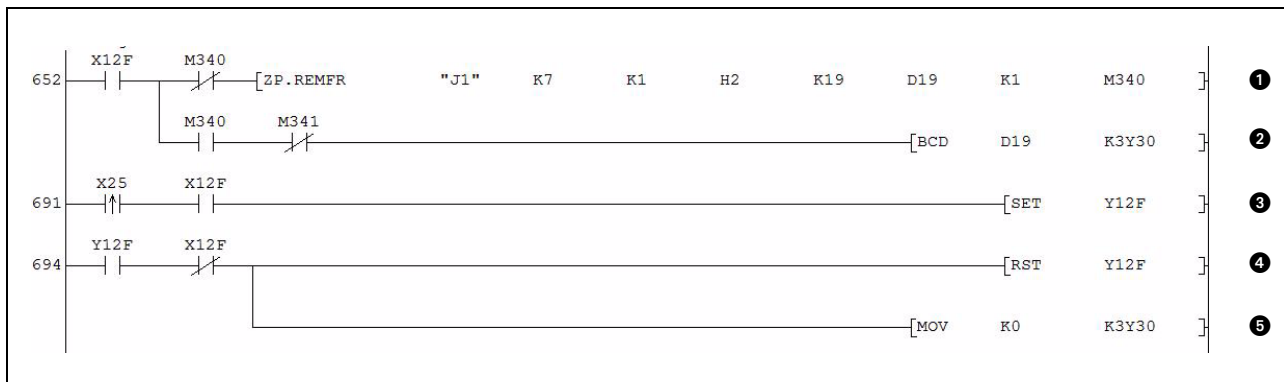 X12F M340
652 ZP.REMFR "J1" K7 K1 H2 K19 D19 K1 M340 ❶
M340 M341
BCD D19 K3Y30 ❷
X25 X12F
691 SET Y12F ❸
Y12F X12F
694 RST Y12F ❹
MOV K0 K3Y30 ❺